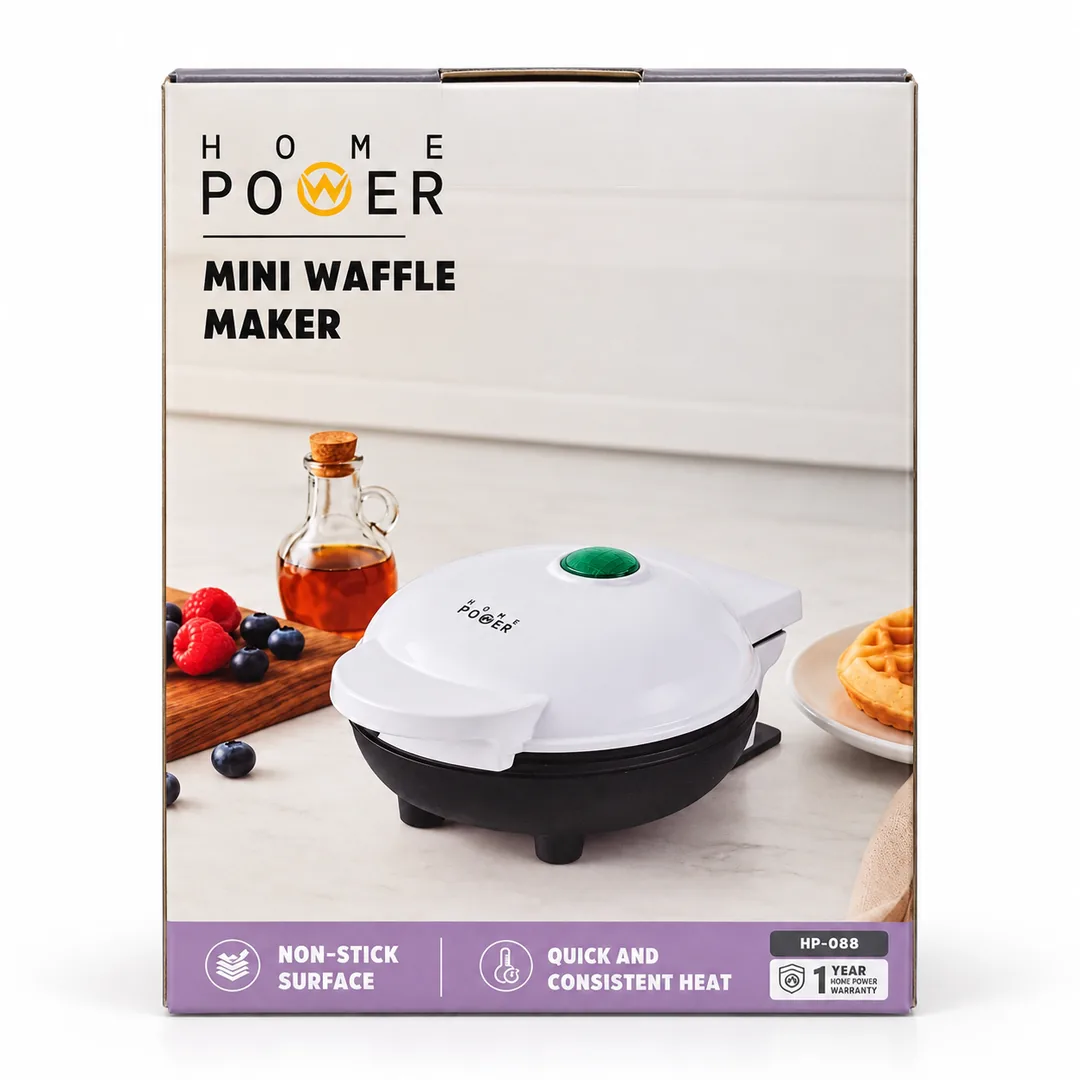 HOME
POWER
MINI WAFFLE
MAKER
HOME
POWER
NON-STICK
SURFACE
QUICK AND
CONSISTENT HEAT
HP-088
1 YEAR
HOME POWER
WARRANTY